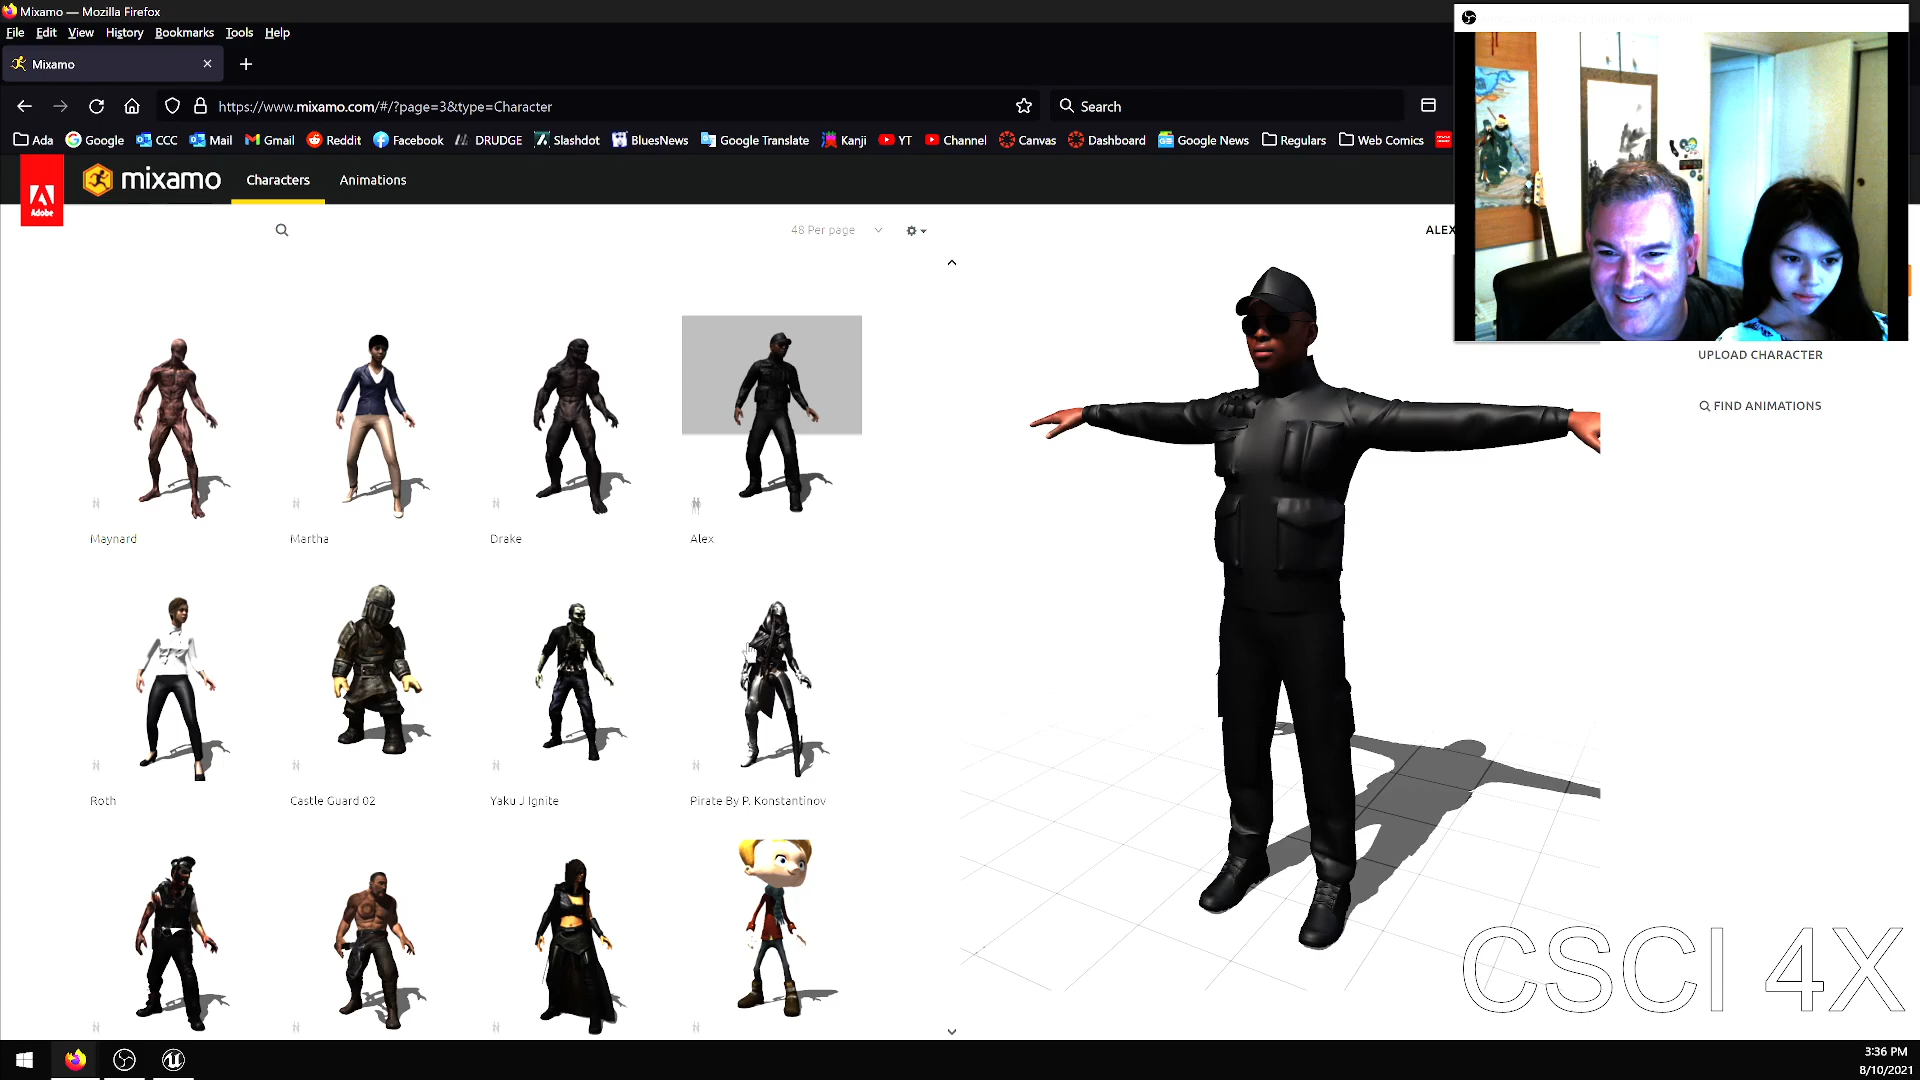 Mixamo — Mozilla Firefox
File Edit View History Bookmarks Tools Help
Mixamo
https://www.mixamo.com/#/?page=3&type=Character
Search
Ada Google CCC Mail Gmail Reddit Facebook DRUDGE Slashdot BluesNews Google Translate Kanji YT Channel Canvas Dashboard Google News Regulars Web Comics
Adobe
mixamo Characters Animations
48 Per page
ALEX
UPLOAD CHARACTER
FIND ANIMATIONS
Maynard Martha Drake Alex
Roth Castle Guard 02 Yaku J Ignite Pirate By P. Konstantinov
CSCI 4X
3:36 PM
8/10/2021